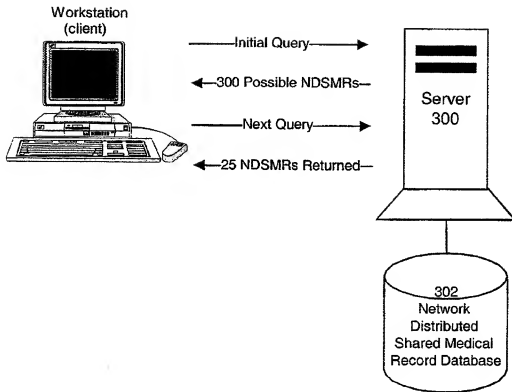 Workstation
(client)
Initial Query
300 Possible NDSMRs
Next Query
25 NDSMRs Returned
Server
300
302
Network
Distributed
Shared Medical
Record Database